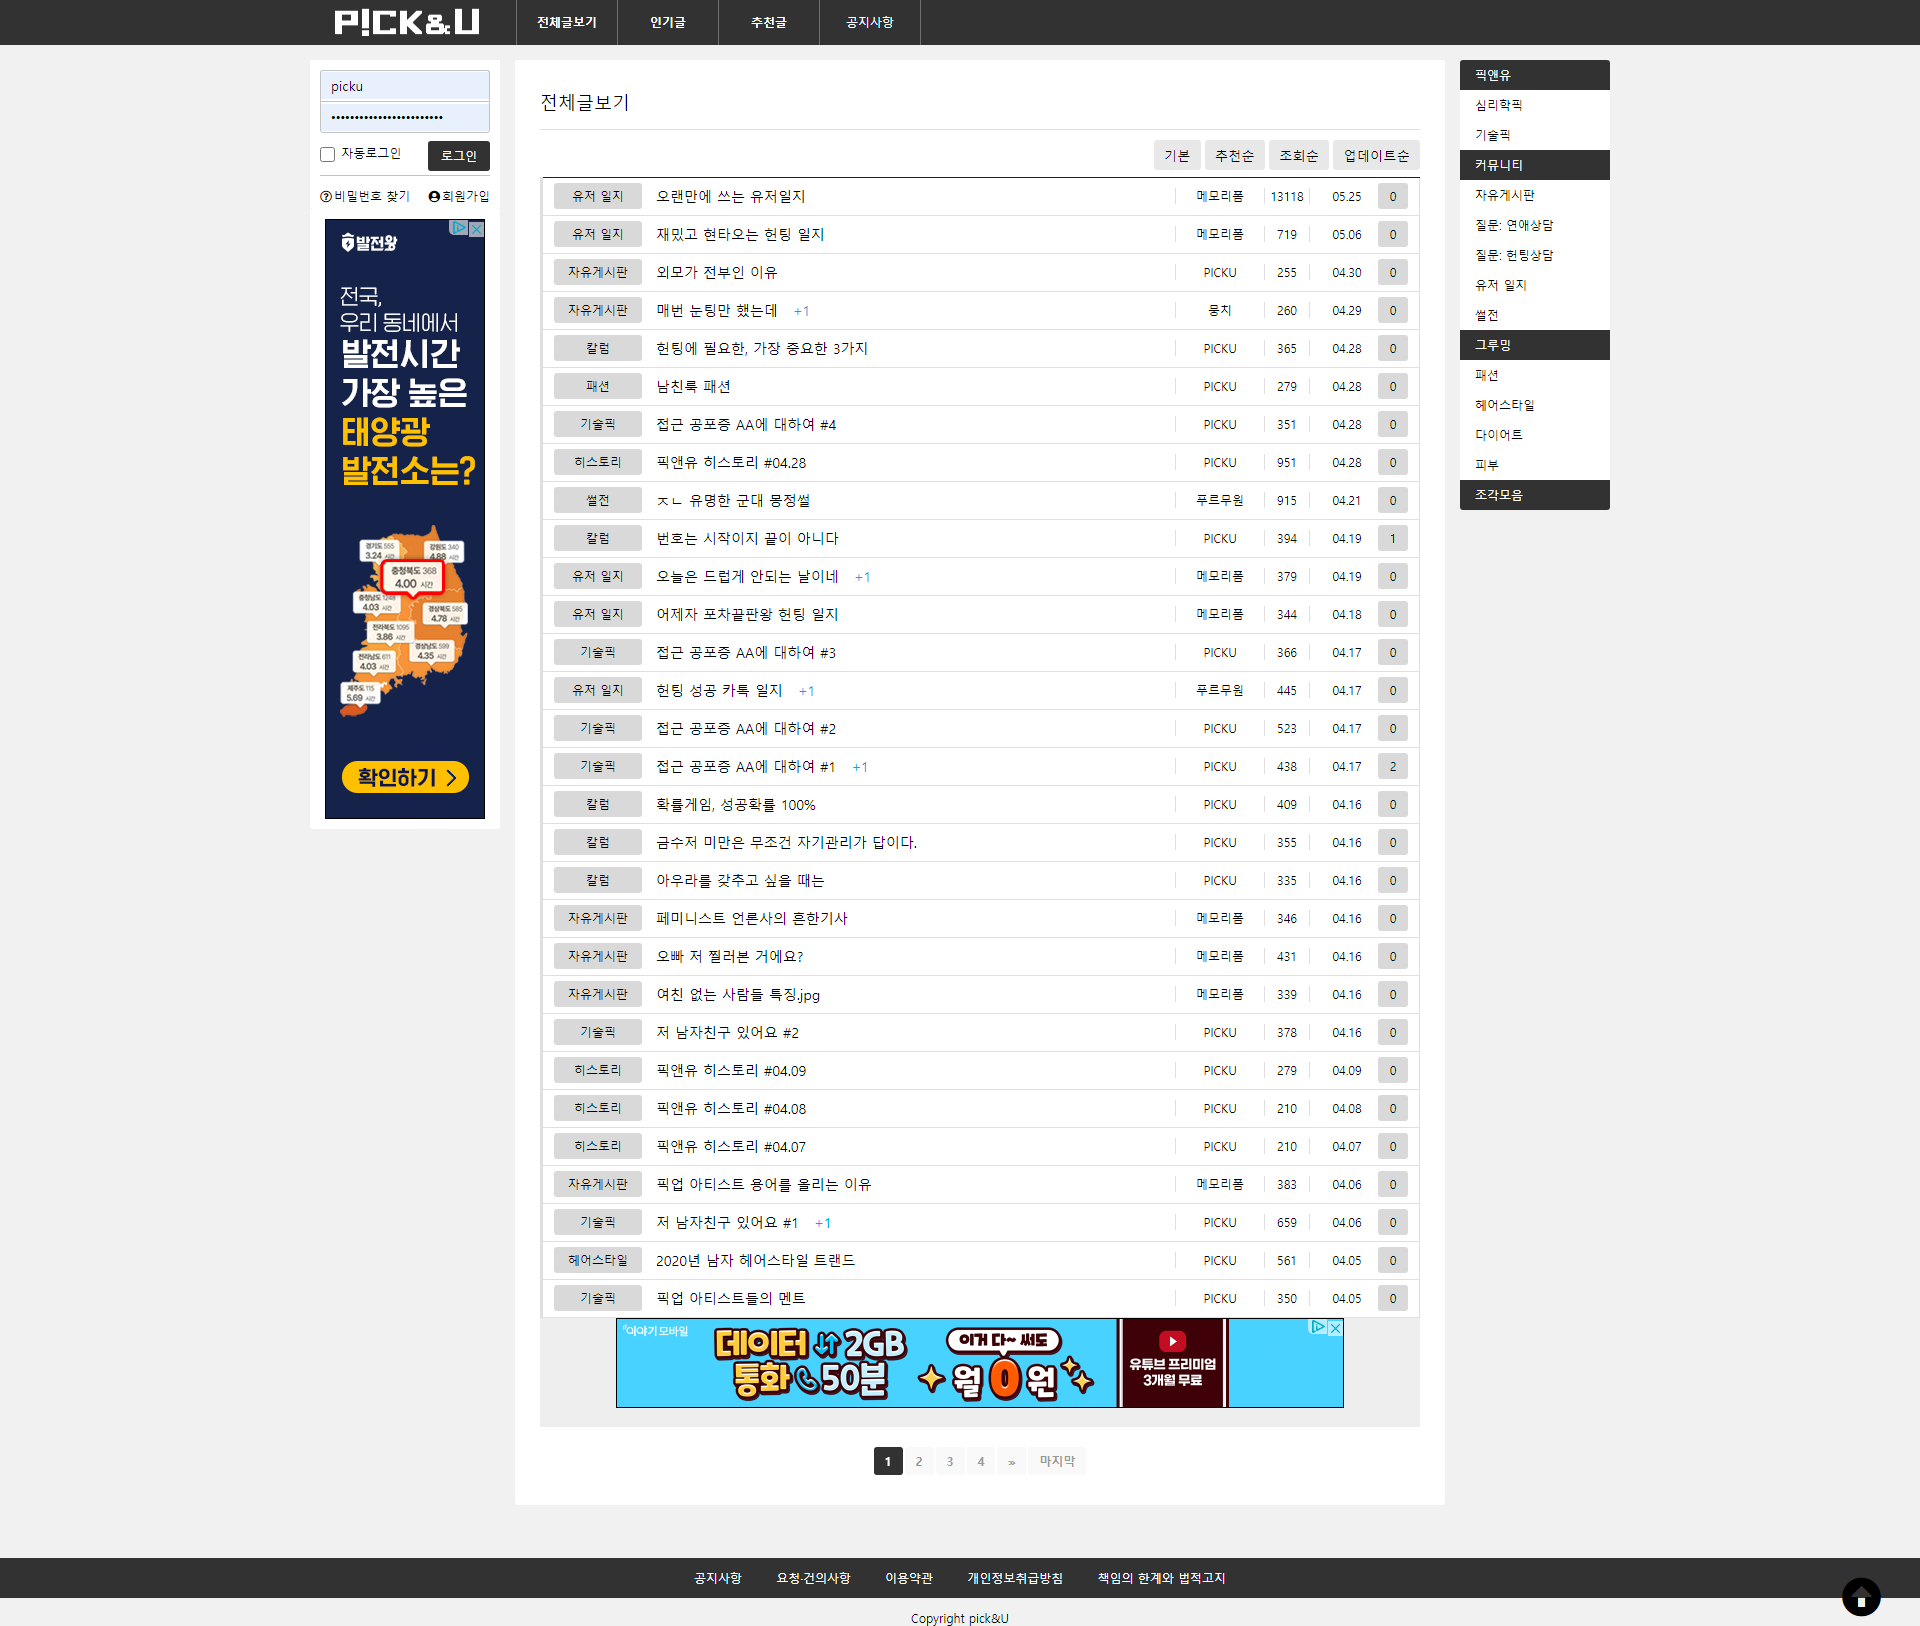 P!CK&U
전체글보기
인기글
추천글
공지사항
picku
자동로그인
로그인
비밀번호 찾기
회원가입
발전왕
전국,
우리 동네에서
발전시간
가장 높은
태양광
발전소는?
경기도 555
3.24 시간
강원도 340
4.88 시간
충청북도 368
4.00 시간
4.03 시간
경상북도 585
4.78 시간
전라북도 1095
3.86 시간
경상남도 599
4.35 시간
전라남도 611
4.03 시간
제주도 115
5.69 시간
확인하기
전체글보기
기본
추천순
조회순
업데이트순
유저 일지 오랜만에 쓰는 유저일지 메모리폼 13118 05.25 0
유저 일지 재밌고 현타오는 헌팅 일지 메모리폼 719 05.06 0
자유게시판 외모가 전부인 이유 PICKU 255 04.30 0
자유게시판 매번 눈팅만 했는데 +1 뭉치 260 04.29 0
칼럼 헌팅에 필요한, 가장 중요한 3가지 PICKU 365 04.28 0
패션 남친룩 패션 PICKU 279 04.28 0
기술픽 접근 공포증 AA에 대하여 #4 PICKU 351 04.28 0
히스토리 픽앤유 히스토리 #04.28 PICKU 951 04.28 0
썰전 ㅈㄴ 유명한 군대 몽정썰 푸르무원 915 04.21 0
칼럼 번호는 시작이지 끝이 아니다 PICKU 394 04.19 1
유저 일지 오늘은 드럽게 안되는 날이네 +1 메모리폼 379 04.19 0
유저 일지 어제자 포차끝판왕 헌팅 일지 메모리폼 344 04.18 0
기술픽 접근 공포증 AA에 대하여 #3 PICKU 366 04.17 0
유저 일지 헌팅 성공 카톡 일지 +1 푸르무원 445 04.17 0
기술픽 접근 공포증 AA에 대하여 #2 PICKU 523 04.17 0
기술픽 접근 공포증 AA에 대하여 #1 +1 PICKU 438 04.17 2
칼럼 확률게임, 성공확률 100% PICKU 409 04.16 0
칼럼 금수저 미만은 무조건 자기관리가 답이다. PICKU 355 04.16 0
칼럼 아우라를 갖추고 싶을 때는 PICKU 335 04.16 0
자유게시판 페미니스트 언론사의 흔한기사 메모리폼 346 04.16 0
자유게시판 오빠 저 찔러본 거에요? 메모리폼 431 04.16 0
자유게시판 여친 없는 사람들 특징.jpg 메모리폼 339 04.16 0
기술픽 저 남자친구 있어요 #2 PICKU 378 04.16 0
히스토리 픽앤유 히스토리 #04.09 PICKU 279 04.09 0
히스토리 픽앤유 히스토리 #04.08 PICKU 210 04.08 0
히스토리 픽앤유 히스토리 #04.07 PICKU 210 04.07 0
자유게시판 픽업 아티스트 용어를 올리는 이유 메모리폼 383 04.06 0
기술픽 저 남자친구 있어요 #1 +1 PICKU 659 04.06 0
헤어스타일 2020년 남자 헤어스타일 트랜드 PICKU 561 04.05 0
기술픽 픽업 아티스트들의 멘트 PICKU 350 04.05 0
이야기모바일
데이터 2GB
통화 50분
이거 다~ 써도
월 0 원
유튜브 프리미엄
3개월 무료
1 2 3 4 » 마지막
픽앤유
심리학픽
기술픽
커뮤니티
자유게시판
질문: 연애상담
질문: 헌팅상담
유저 일지
썰전
그루밍
패션
헤어스타일
다이어트
피부
조각모음
공지사항
요청·건의사항
이용약관
개인정보취급방침
책임의 한계와 법적고지
Copyright pick&U